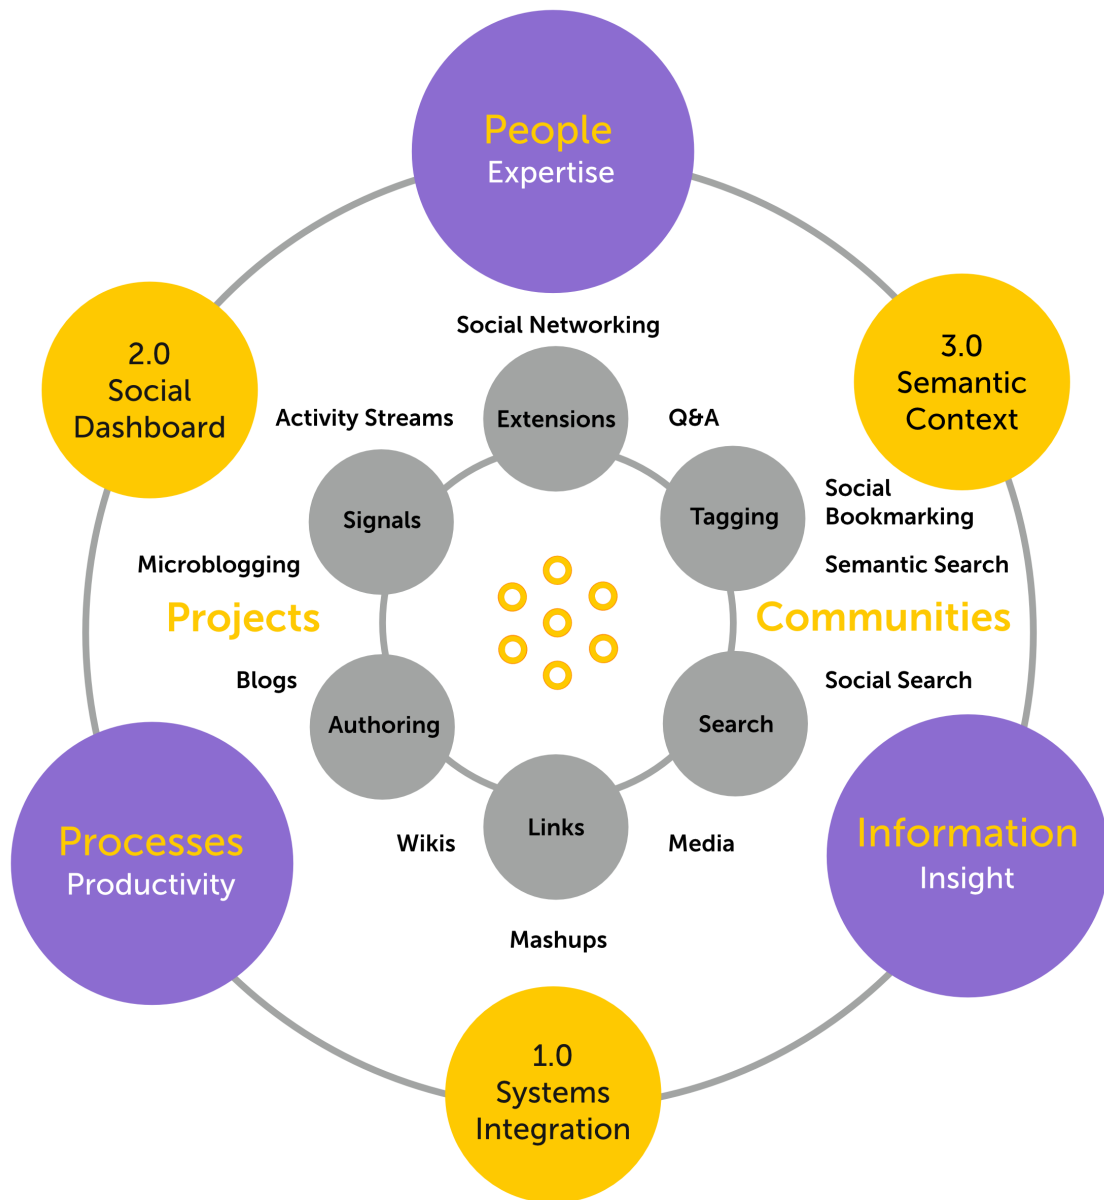 People
Expertise
2.0
Social
Dashboard
3.0
Semantic
Context
Social Networking
Activity Streams
Extensions
Q&A
Signals
Tagging
Social
Bookmarking
Microblogging
Semantic Search
Projects
Communities
Blogs
Social Search
Authoring
Search
Processes
Productivity
Information
Insight
Wikis
Links
Media
Mashups
1.0
Systems
Integration